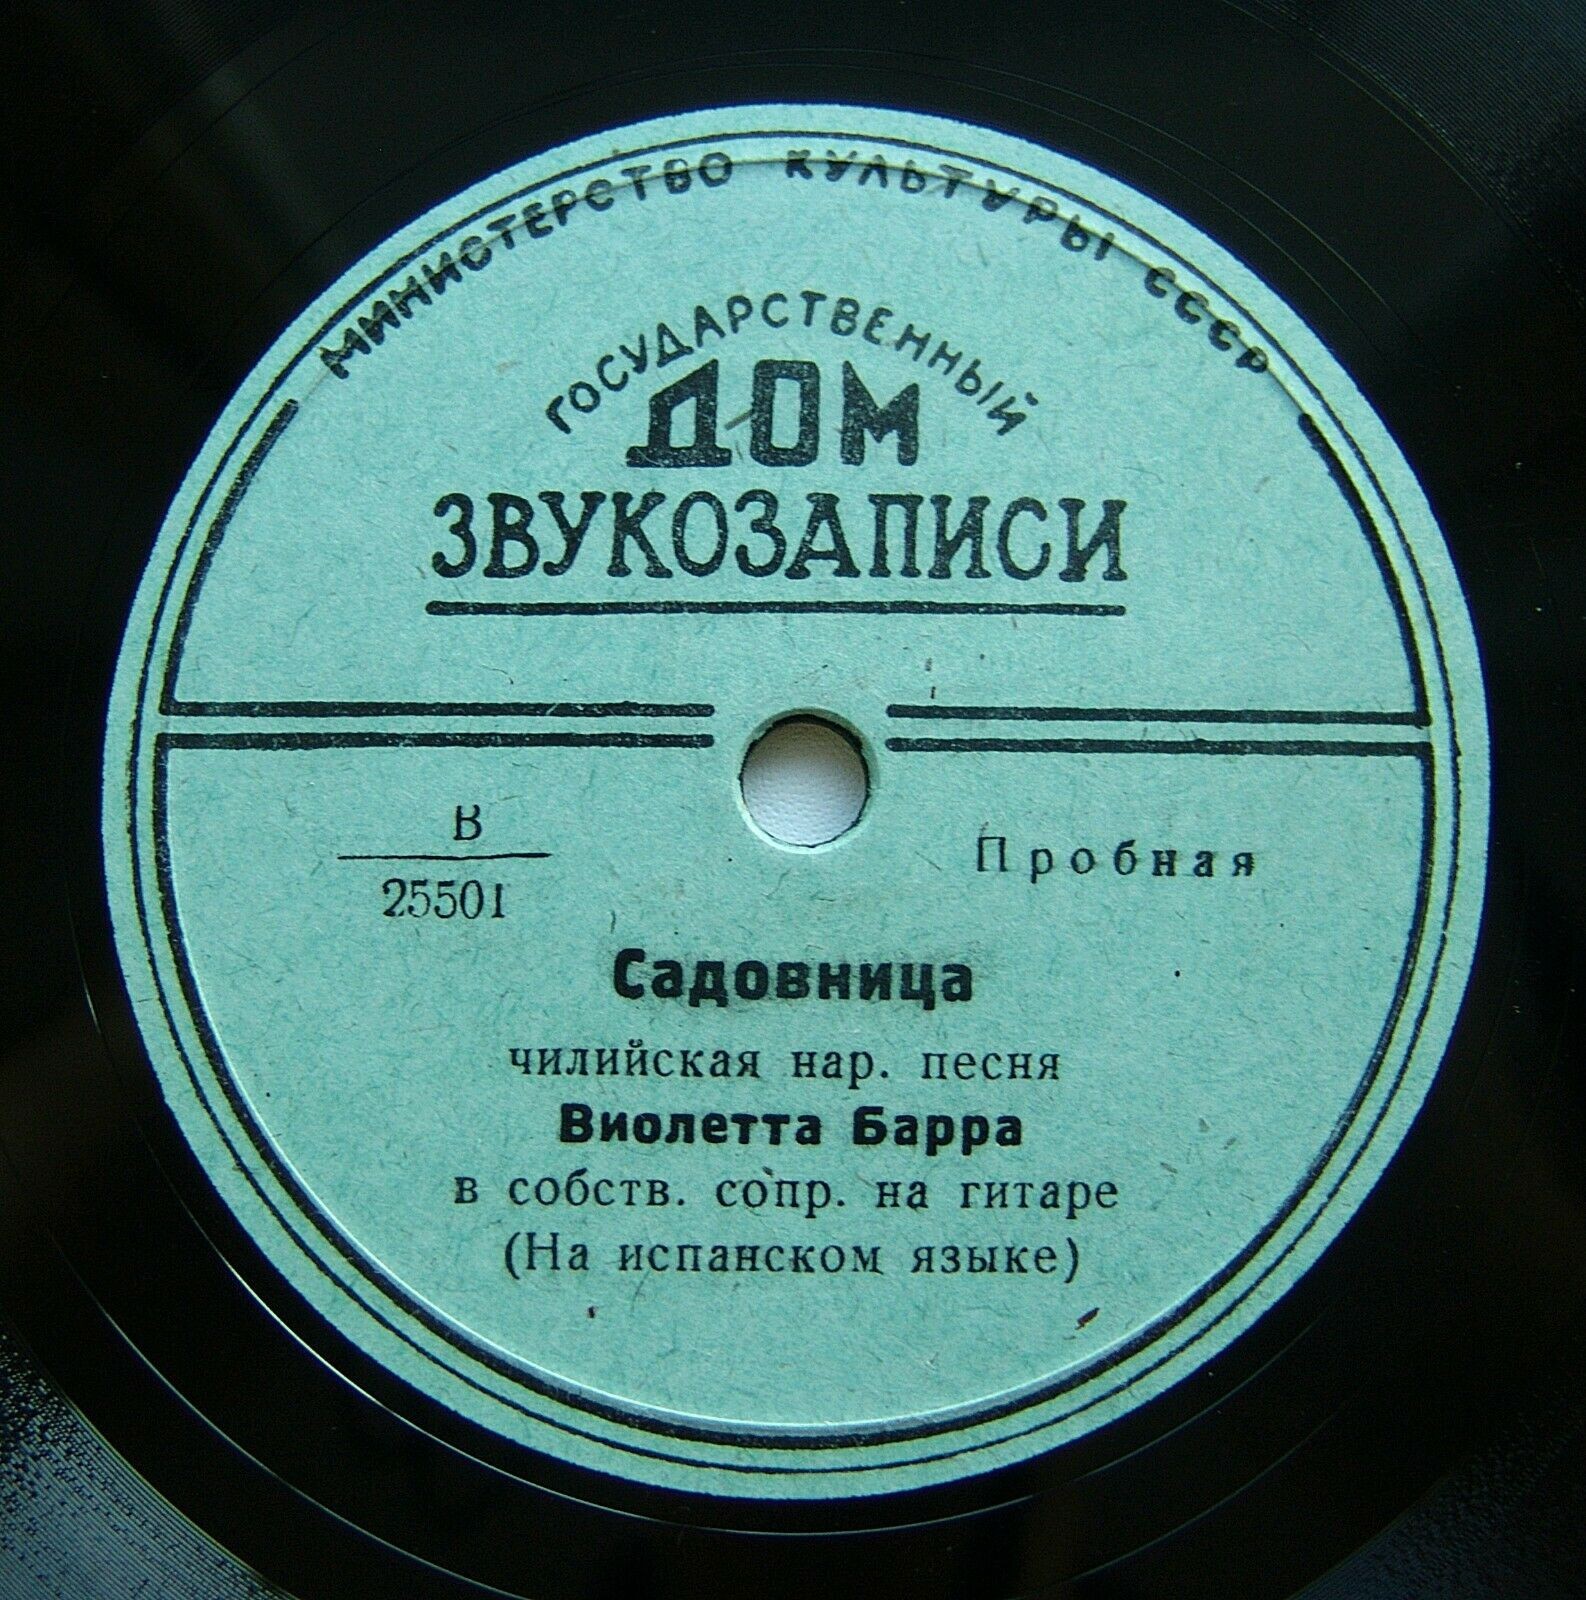 МИНИСТЕРСТВО КУЛЬТУРЫ СССР
ГОСУДАРСТВЕННЫЙ
ДОМ
ЗВУКОЗАПИСИ
В
25501
Пробная
Садовница
чилийская нар. песня
Виолетта Барра
в собств. сопр. на гитаре
(На испанском языке)